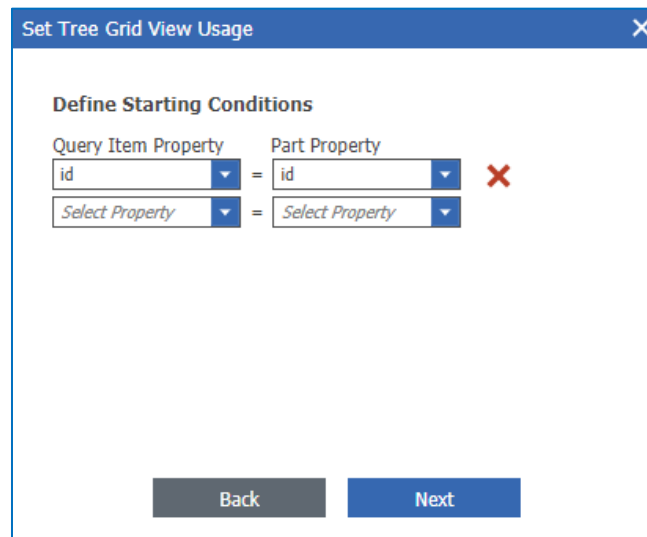 Set Tree Grid View Usage
Define Starting Conditions
Query Item Property Part Property
id = id
Select Property = Select Property
Back Next